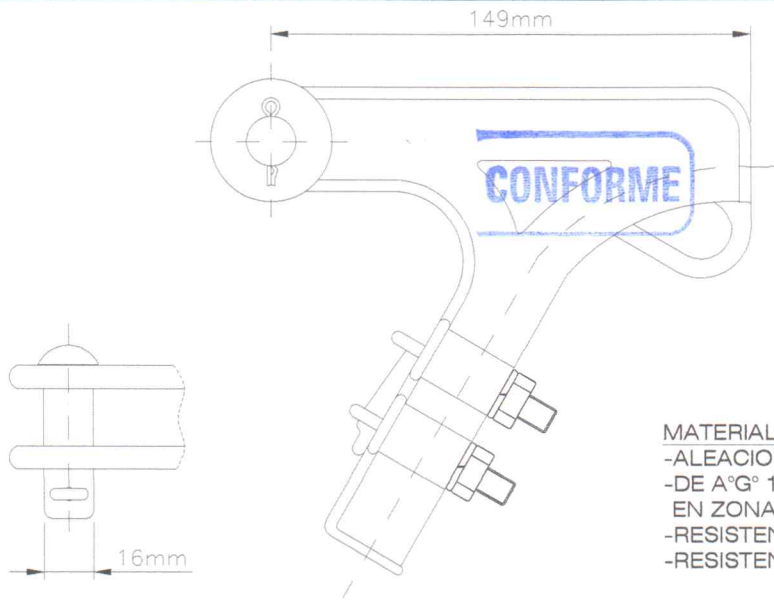 149mm
CONFORME
16mm
MATERIAL
-ALEACIO
-DE A°G° 1
EN ZONA
-RESISTEN
-RESISTEN